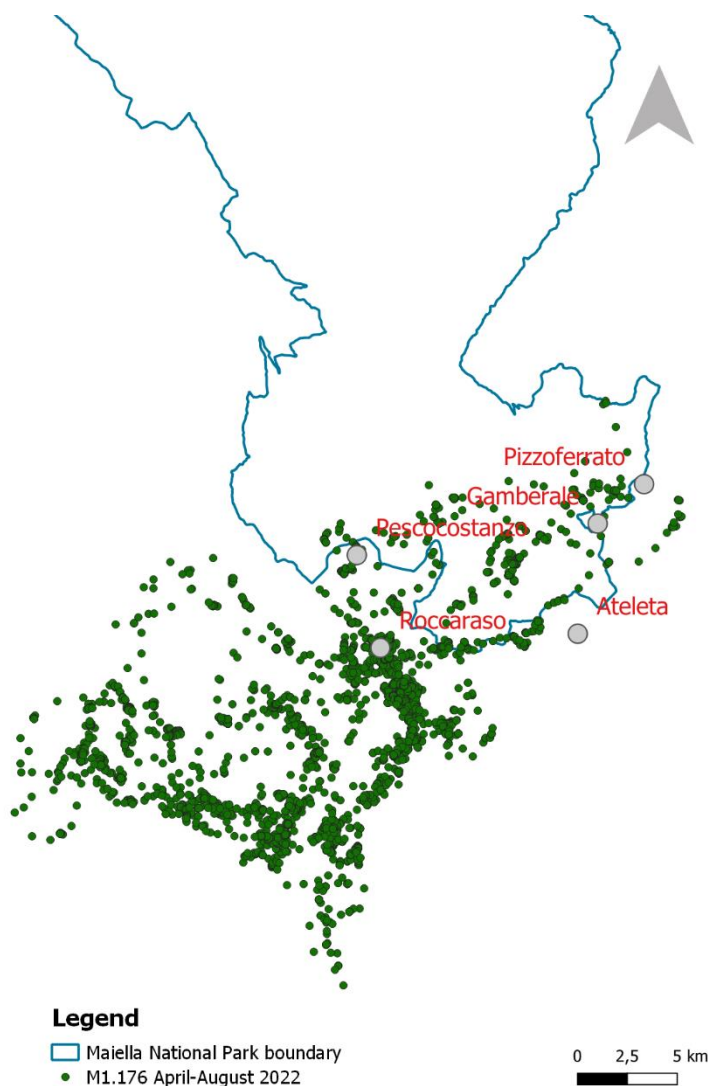 Pizzoferrato
Gamberale
Pescocostanzo
Roccaraso
Ateleta
Legend
Maiella National Park boundary
M1.176 April-August 2022
0 2,5 5 km